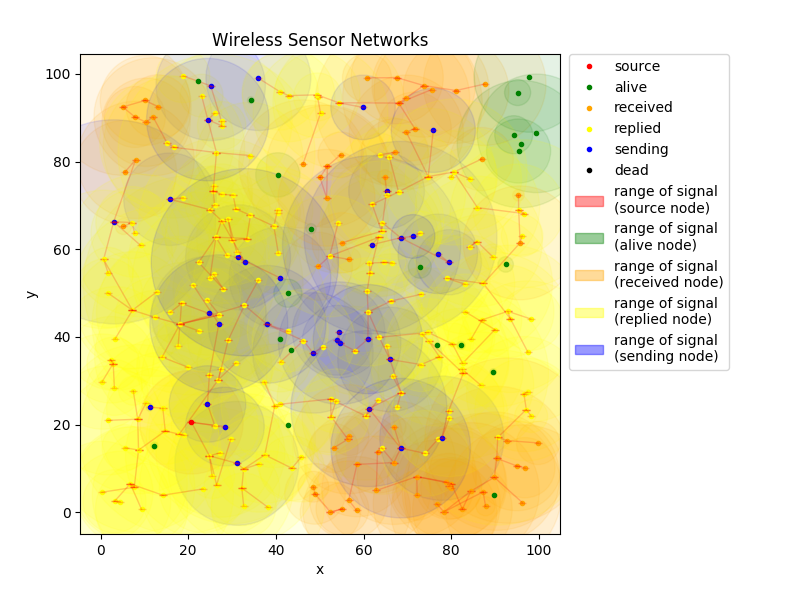 Wireless Sensor Networks
100
80
60
40
20
0
y
0 20 40 60 80 100
x
source
alive
received
replied
sending
dead
range of signal
(source node)
range of signal
(alive node)
range of signal
(received node)
range of signal
(replied node)
range of signal
(sending node)